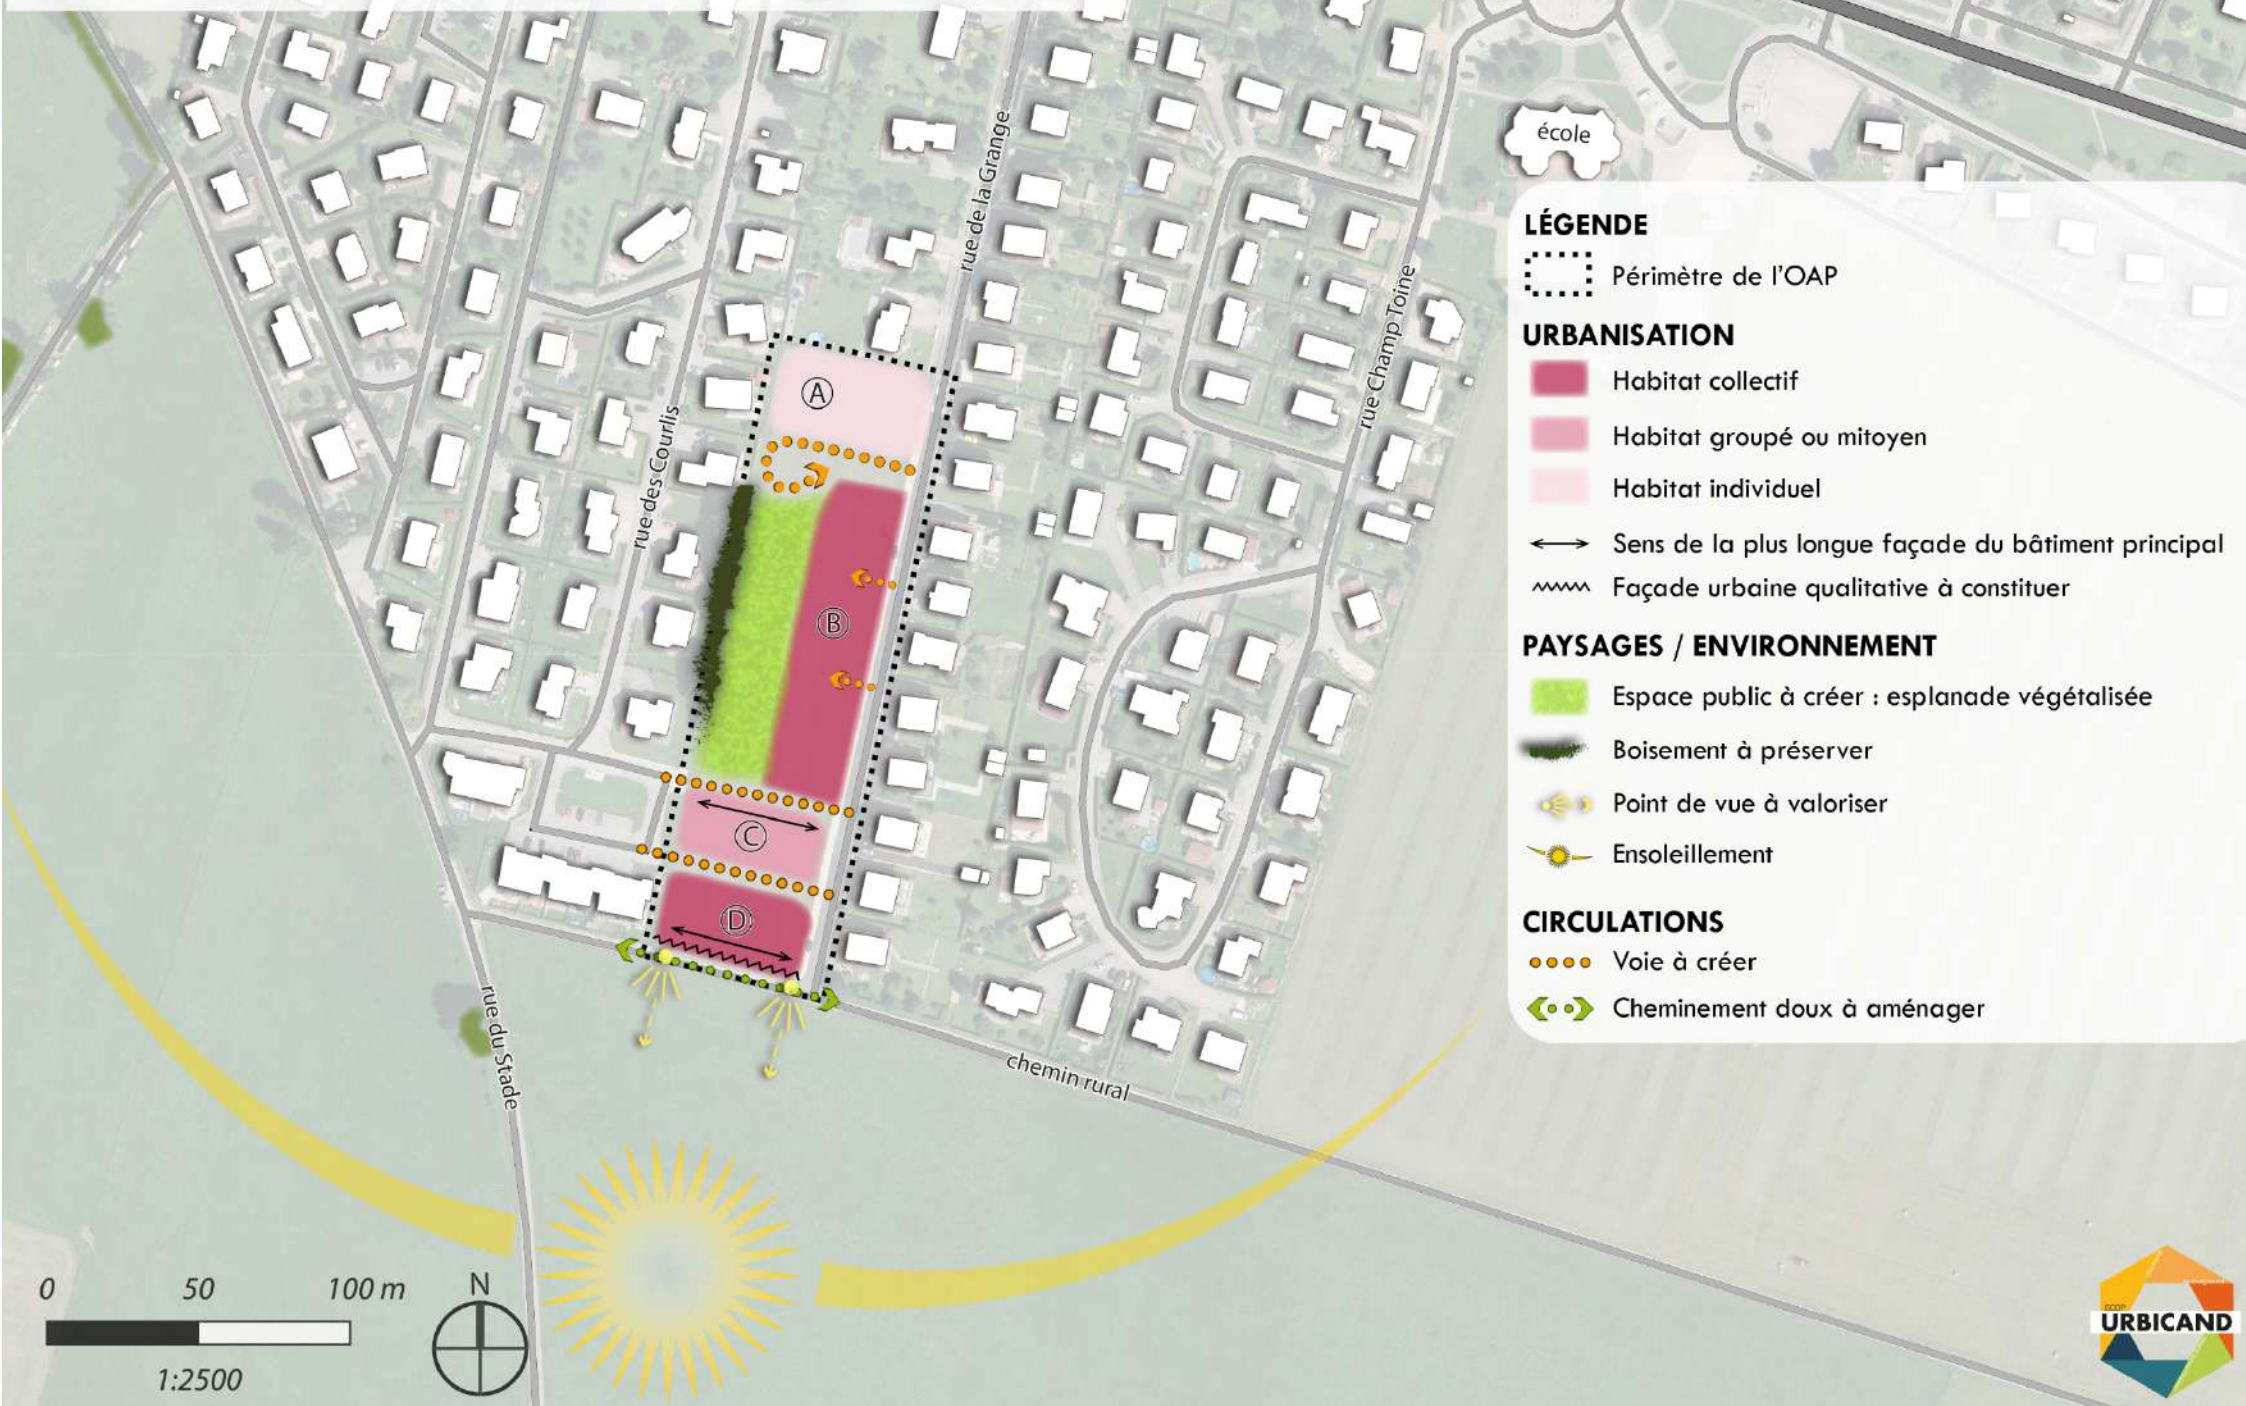 école
rue de la Grange
rue Champ Toine
rue des Courlis
A
B
C
D
rue du Stade
chemin rural
LÉGENDE
Périmètre de l'OAP
URBANISATION
Habitat collectif
Habitat groupé ou mitoyen
Habitat individuel
Sens de la plus longue façade du bâtiment principal
Façade urbaine qualitative à constituer
PAYSAGES / ENVIRONNEMENT
Espace public à créer : esplanade végétalisée
Boisement à préserver
Point de vue à valoriser
Ensoleillement
CIRCULATIONS
Voie à créer
Cheminement doux à aménager
0 50 100 m
1:2500
N
URBICAND